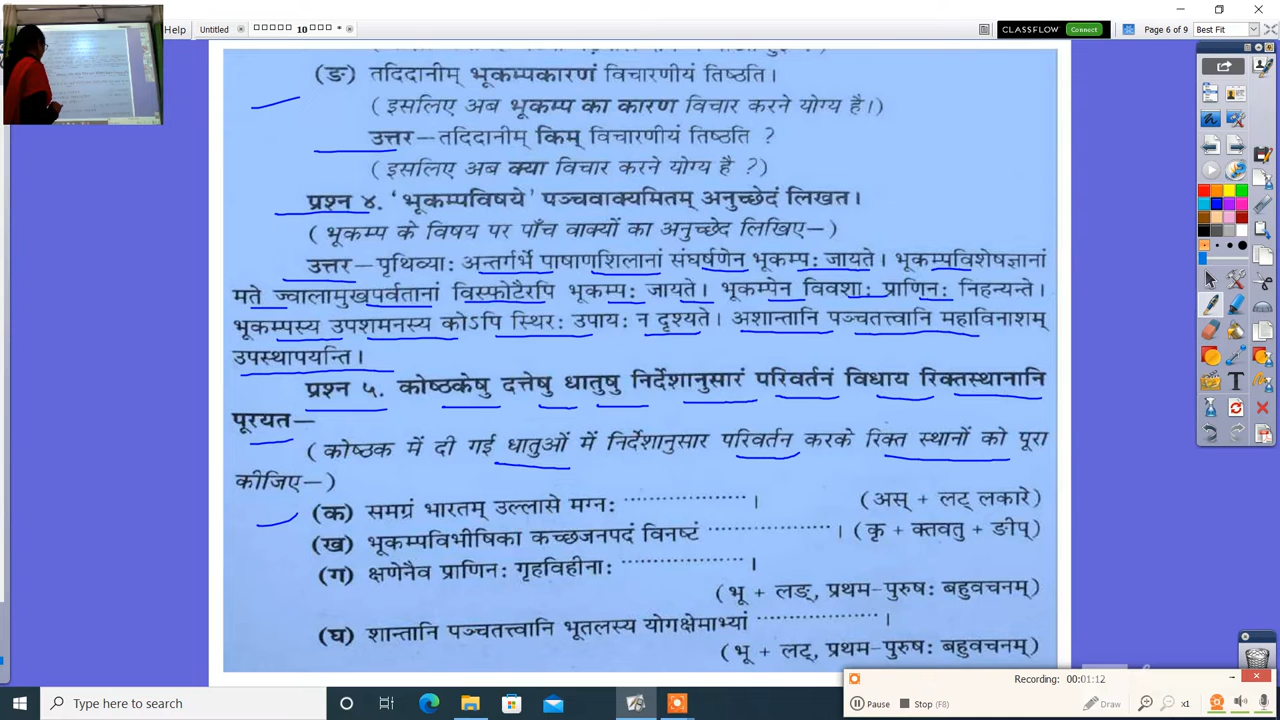 Help
Untitled
10
CLASSFLOW Connect
Page 6 of 9
Best Fit
(ङ) तदिदानीम् भूकम्पकारणं विचारणीयं तिष्ठति।
(इसलिए अब भूकम्प का कारण विचार करने योग्य है।)
उत्तर—तदिदानीम् किम् विचारणीयं तिष्ठति ?
(इसलिए अब क्या विचार करने योग्य है ?)
प्रश्न ४. ‘भूकम्पविषये’ पञ्चवाक्यमितम् अनुच्छेदं लिखत।
(भूकम्प के विषय पर पाँच वाक्यों का अनुच्छेद लिखिए—)
उत्तर—पृथिव्याः अन्तर्गर्भे पाषाणशिलानां संघर्षणेन भूकम्पः जायते। भूकम्पविशेषज्ञानां
मते ज्वालामुखपर्वतानां विस्फोटैरपि भूकम्पः जायते। भूकम्पेन विवशाः प्राणिनः निहन्यन्ते।
भूकम्पस्य उपशमनस्य कोऽपि स्थिरः उपायः न दृश्यते। अशान्तानि पञ्चतत्त्वानि महाविनाशम्
उपस्थापयन्ति।
प्रश्न ५. कोष्ठकेषु दत्तेषु धातुषु निर्देशानुसारं परिवर्तनं विधाय रिक्तस्थानानि
पूरयत—
(कोष्ठक में दी गई धातुओं में निर्देशानुसार परिवर्तन करके रिक्त स्थानों को पूरा
कीजिए—)
(क) समग्रं भारतम् उल्लासे मग्नः ..................... । (अस् + लट् लकारे)
(ख) भूकम्पविभीषिका कच्छजनपदं विनष्टं ..................... । (कृ + क्तवतु + ङीप्)
(ग) क्षणेनैव प्राणिनः गृहविहीनाः ..................... ।
(भू + लङ्, प्रथम-पुरुषः बहुवचनम्)
(घ) शान्तानि पञ्चतत्त्वानि भूतलस्य योगक्षेमाभ्यां ..................... ।
(भू + लट्, प्रथम-पुरुषः बहुवचनम्)
Recording: 00:01:12
Pause Stop (F8) Draw x1
Type here to search